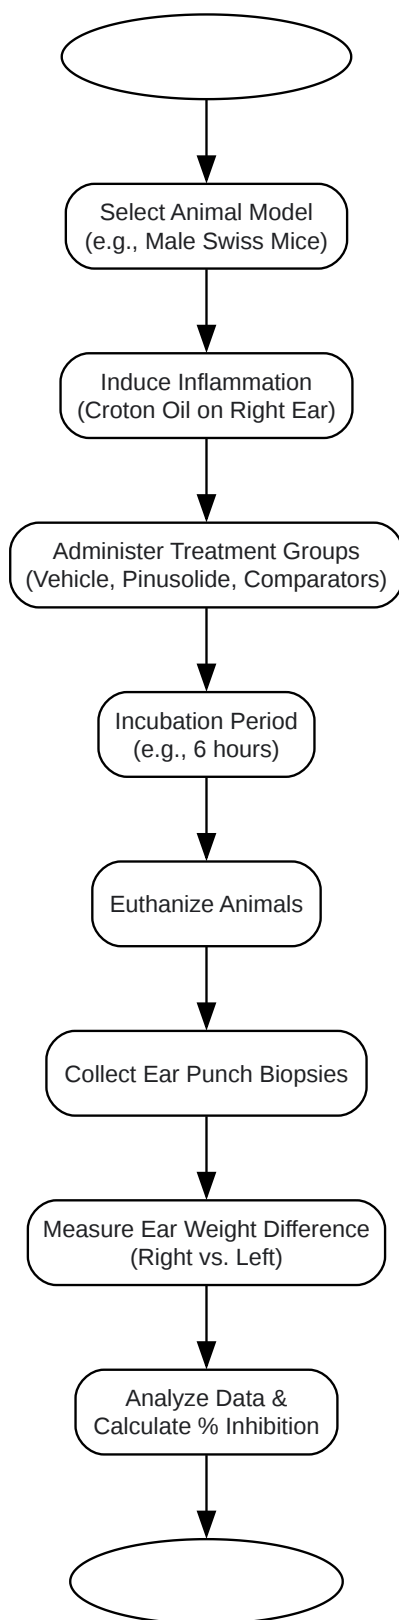 Select Animal Model
(e.g., Male Swiss Mice)
Induce Inflammation
(Croton Oil on Right Ear)
Administer Treatment Groups
(Vehicle, Pinusolide, Comparators)
Incubation Period
(e.g., 6 hours)
Euthanize Animals
Collect Ear Punch Biopsies
Measure Ear Weight Difference
(Right vs. Left)
Analyze Data &
Calculate % Inhibition